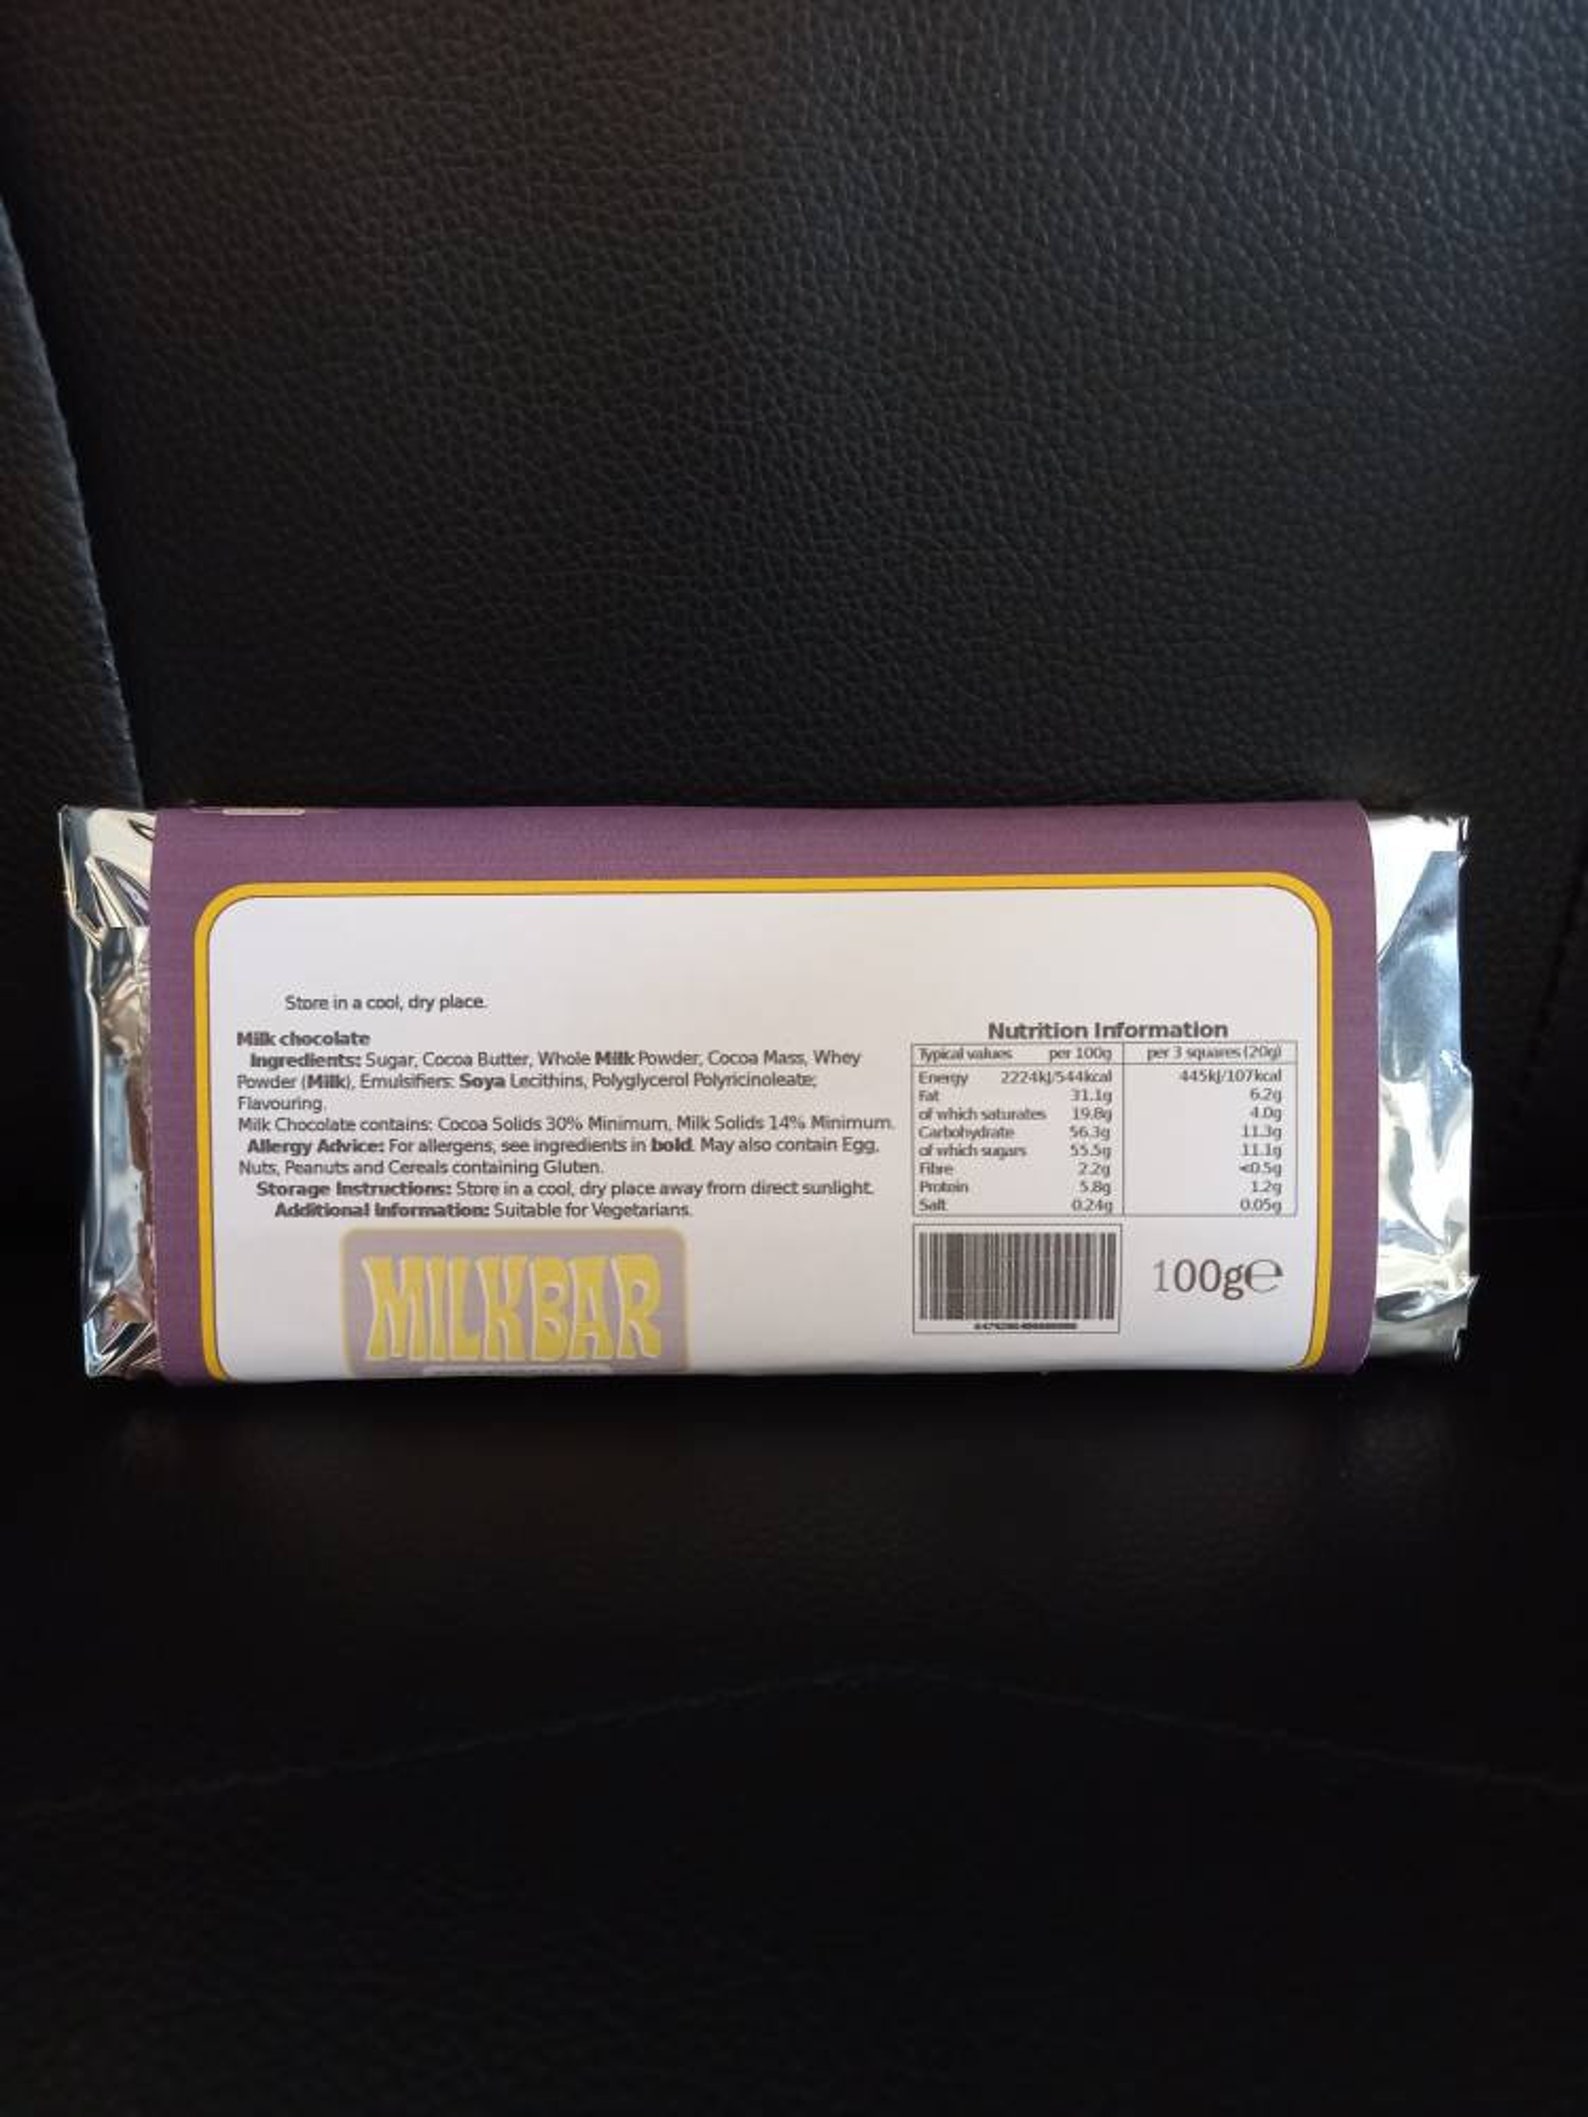 Store in a cool, dry place.
Milk chocolate
Ingredients: Sugar, Cocoa Butter, Whole Milk Powder, Cocoa Mass, Whey
Powder (Milk), Emulsifiers: Soya Lecithins, Polyglycerol Polyricinoleate;
Flavouring.
Milk Chocolate contains: Cocoa Solids 30% Minimum, Milk Solids 14% Minimum.
Allergy Advice: For allergens, see ingredients in bold. May also contain Egg,
Nuts, Peanuts and Cereals containing Gluten.
Storage Instructions: Store in a cool, dry place away from direct sunlight.
Additional Information: Suitable for Vegetarians.
MILKBAR
Nutrition Information
Typical values per 100g per 3 squares (20g)
Energy 2224kJ/544kcal 445kJ/107kcal
Fat 31.1g 6.2g
of which saturates 19.8g 4.0g
Carbohydrate 56.3g 11.3g
of which sugars 55.5g 11.1g
Fibre 2.2g <0.5g
Protein 5.8g 1.2g
Salt 0.24g 0.05g
100g℮